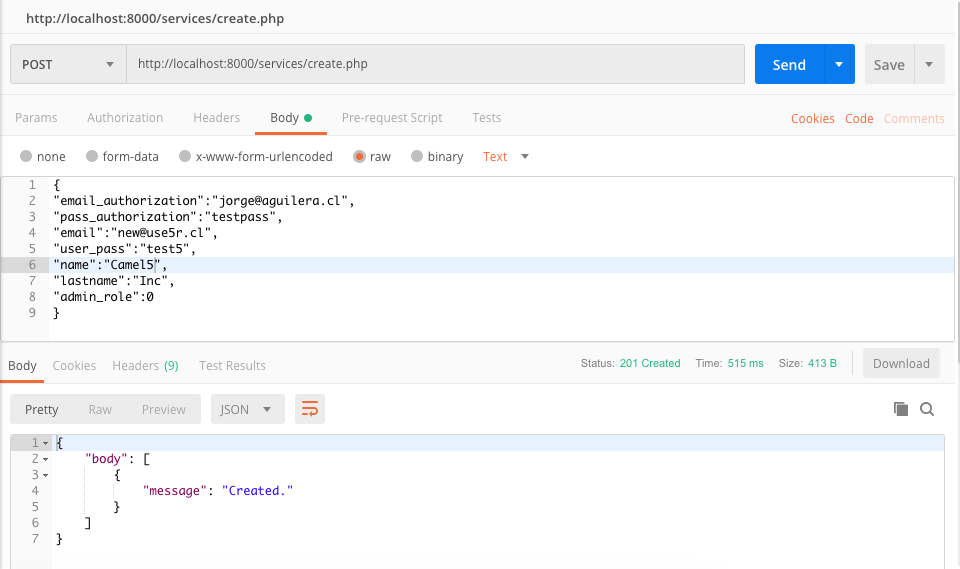 http://localhost:8000/services/create.php
POST http://localhost:8000/services/create.php Send Save
Params Authorization Headers Body Pre-request Script Tests Cookies Code Comments
none form-data x-www-form-urlencoded raw binary Text
1 {
2 "email_authorization":"jorge@aguilera.cl",
3 "pass_authorization":"testpass",
4 "email":"new@use5r.cl",
5 "user_pass":"test5",
6 "name":"Camel5",
7 "lastname":"Inc",
8 "admin_role":0
9 }
Body Cookies Headers (9) Test Results Status: 201 Created Time: 515 ms Size: 413 B Download
Pretty Raw Preview JSON
1 {
2 "body": [
3 {
4 "message": "Created."
5 }
6 ]
7 }